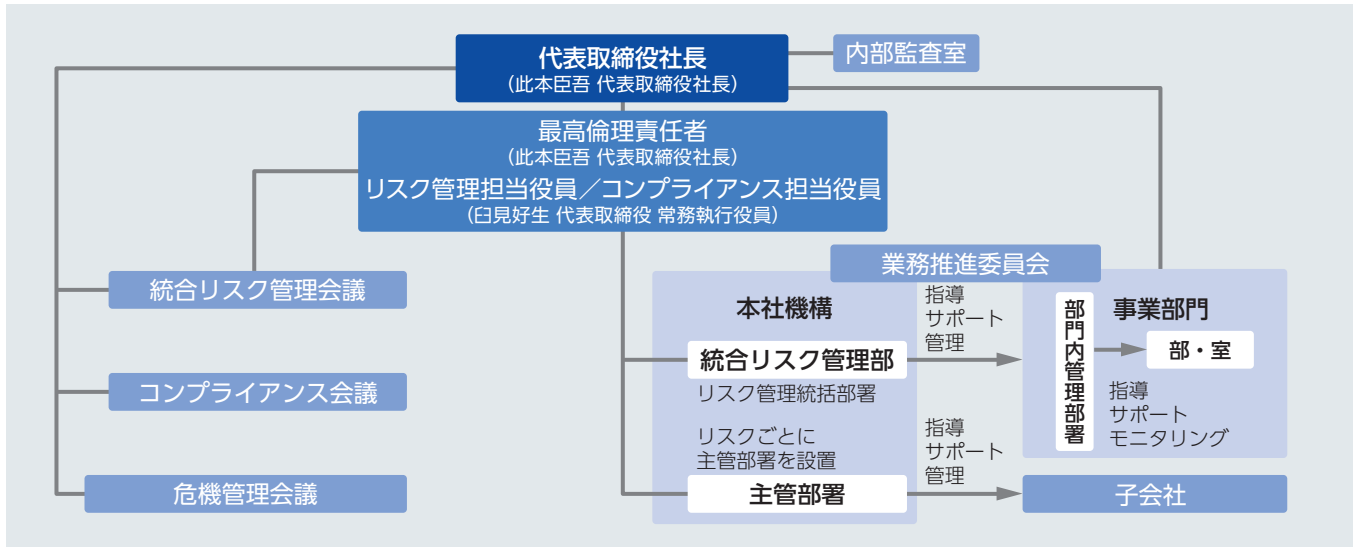 代表取締役社長
（此本臣吾 代表取締役社長）
内部監査室
最高倫理責任者
（此本臣吾 代表取締役社長）
リスク管理担当役員／コンプライアンス担当役員
（臼見好生 代表取締役 常務執行役員）
統合リスク管理会議
コンプライアンス会議
危機管理会議
業務推進委員会
本社機構
統合リスク管理部
リスク管理統括部署
リスクごとに
主管部署を設置
主管部署
指導
サポート
管理
指導
サポート
管理
事業部門
部門内管理部署
部・室
指導
サポート
モニタリング
子会社